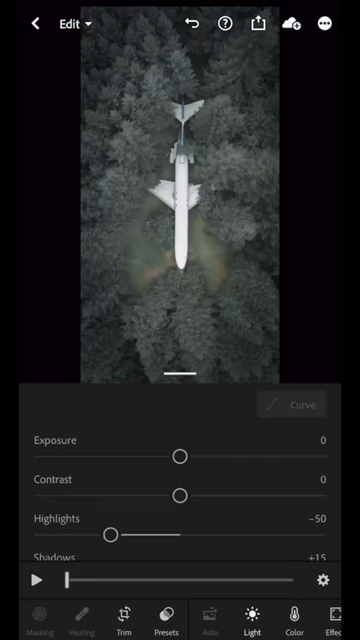 Edit
Curve
Exposure 0
Contrast 0
Highlights -50
Shadows +15
Masking Healing Trim Presets Auto Light Color Effec